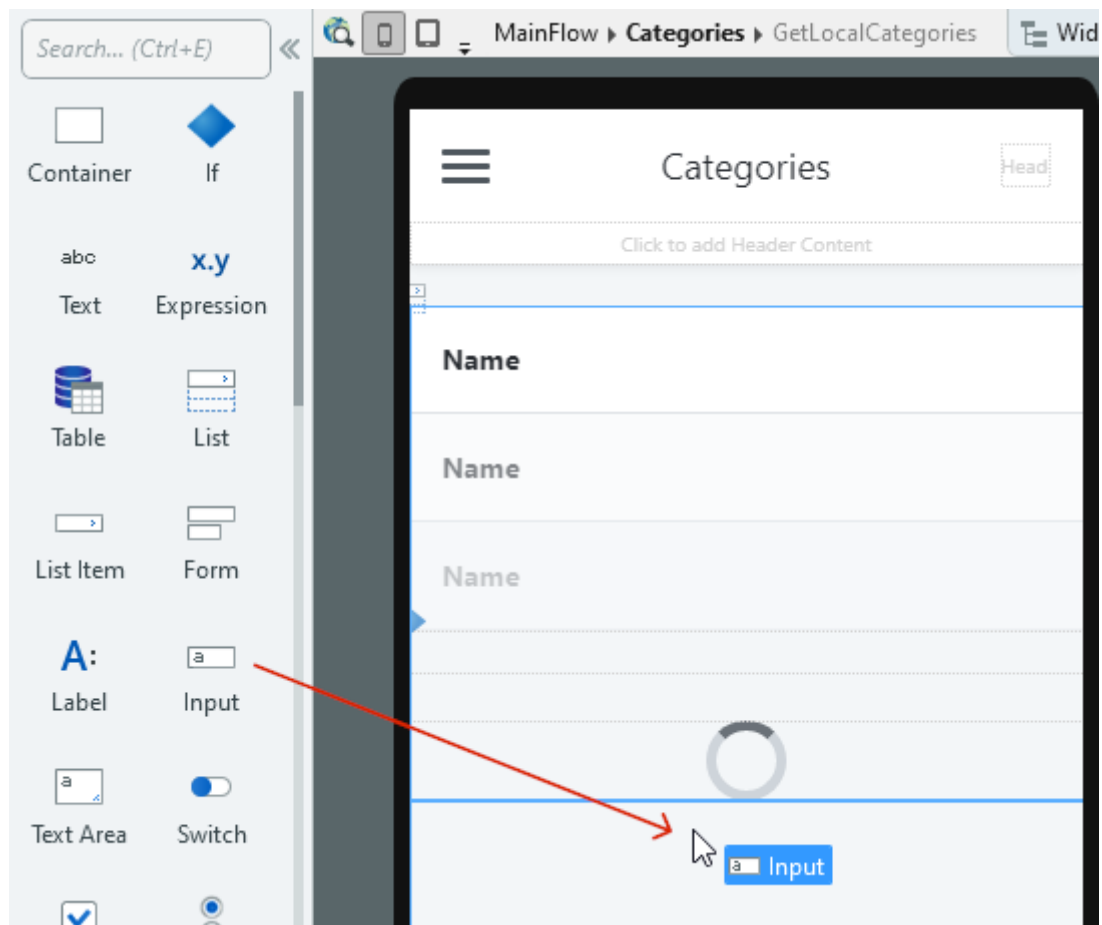 Search... (Ctrl+E)
MainFlow Categories GetLocalCategories
Wid
Container
If
abc
Text
x.y
Expression
Table
List
List Item
Form
A:
Label
a
Input
a
Text Area
Switch
Categories
Head
Click to add Header Content
Name
Name
Name
a Input